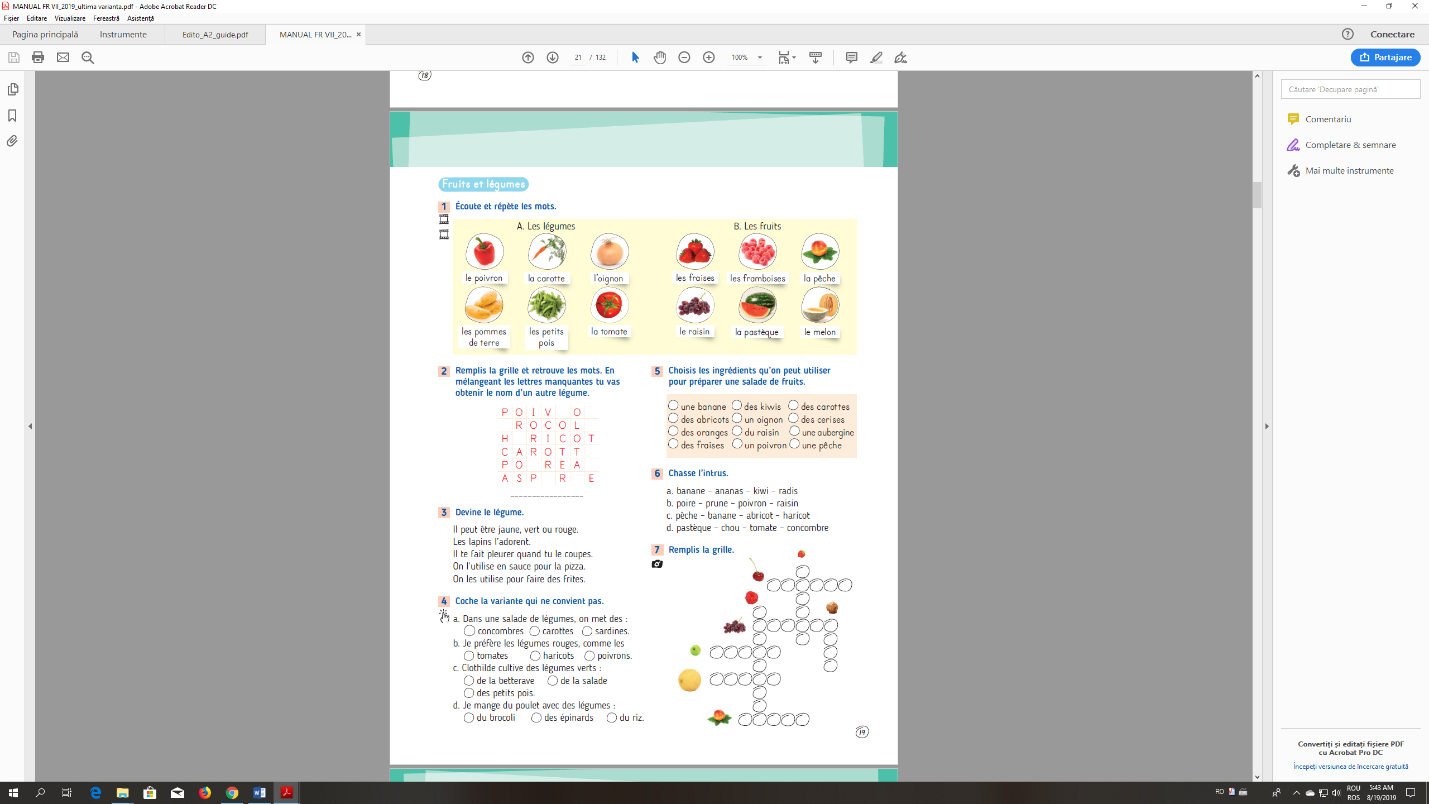 MANUAL FR VII_2019_ultima varianta.pdf - Adobe Acrobat Reader DC
Fișier Editare Vizualizare Fereastră Asistență
Pagina principală Instrumente Edito_A2_guide.pdf MANUAL FR VII_20... × Conectare
21 / 132 100% Partajare
18
Căutare 'Decupare pagină'
Comentariu
Completare & semnare
Mai multe instrumente
Fruits et légumes
1 Écoute et répète les mots.
A. Les légumes B. Les fruits
le poivron la carotte l'oignon les fraises les framboises la pêche
les pommes de terre les petits pois la tomate le raisin la pastèque le melon
2 Remplis la grille et retrouve les mots. En
mélangeant les lettres manquantes tu vas
obtenir le nom d'un autre légume.
P O I V O
R O C O L
H R I C O T
C A R O T T
P O R E A
A S P R E
3 Devine le légume.
Il peut être jaune, vert ou rouge.
Les lapins l'adorent.
Il te fait pleurer quand tu le coupes.
On l'utilise en sauce pour la pizza.
On les utilise pour faire des frites.
4 Coche la variante qui ne convient pas.
a. Dans une salade de légumes, on met des :
concombres carottes sardines.
b. Je préfère les légumes rouges, comme les
tomates haricots poivrons.
c. Clothilde cultive des légumes verts :
de la betterave de la salade
des petits pois.
d. Je mange du poulet avec des légumes :
du brocoli des épinards du riz.
5 Choisis les ingrédients qu'on peut utiliser
pour préparer une salade de fruits.
une banane des kiwis des carottes
des abricots un oignon des cerises
des oranges du raisin une aubergine
des fraises un poivron une pêche
6 Chasse l'intrus.
a. banane – ananas – kiwi – radis
b. poire – prune – poivron – raisin
c. pêche – banane – abricot – haricot
d. pastèque – chou – tomate – concombre
7 Remplis la grille.
19
Convertiți și editați fișiere PDF
cu Acrobat Pro DC
Începeți versiunea de încercare gratuită
RO ROU 5:43 AM
ROS 8/19/2019